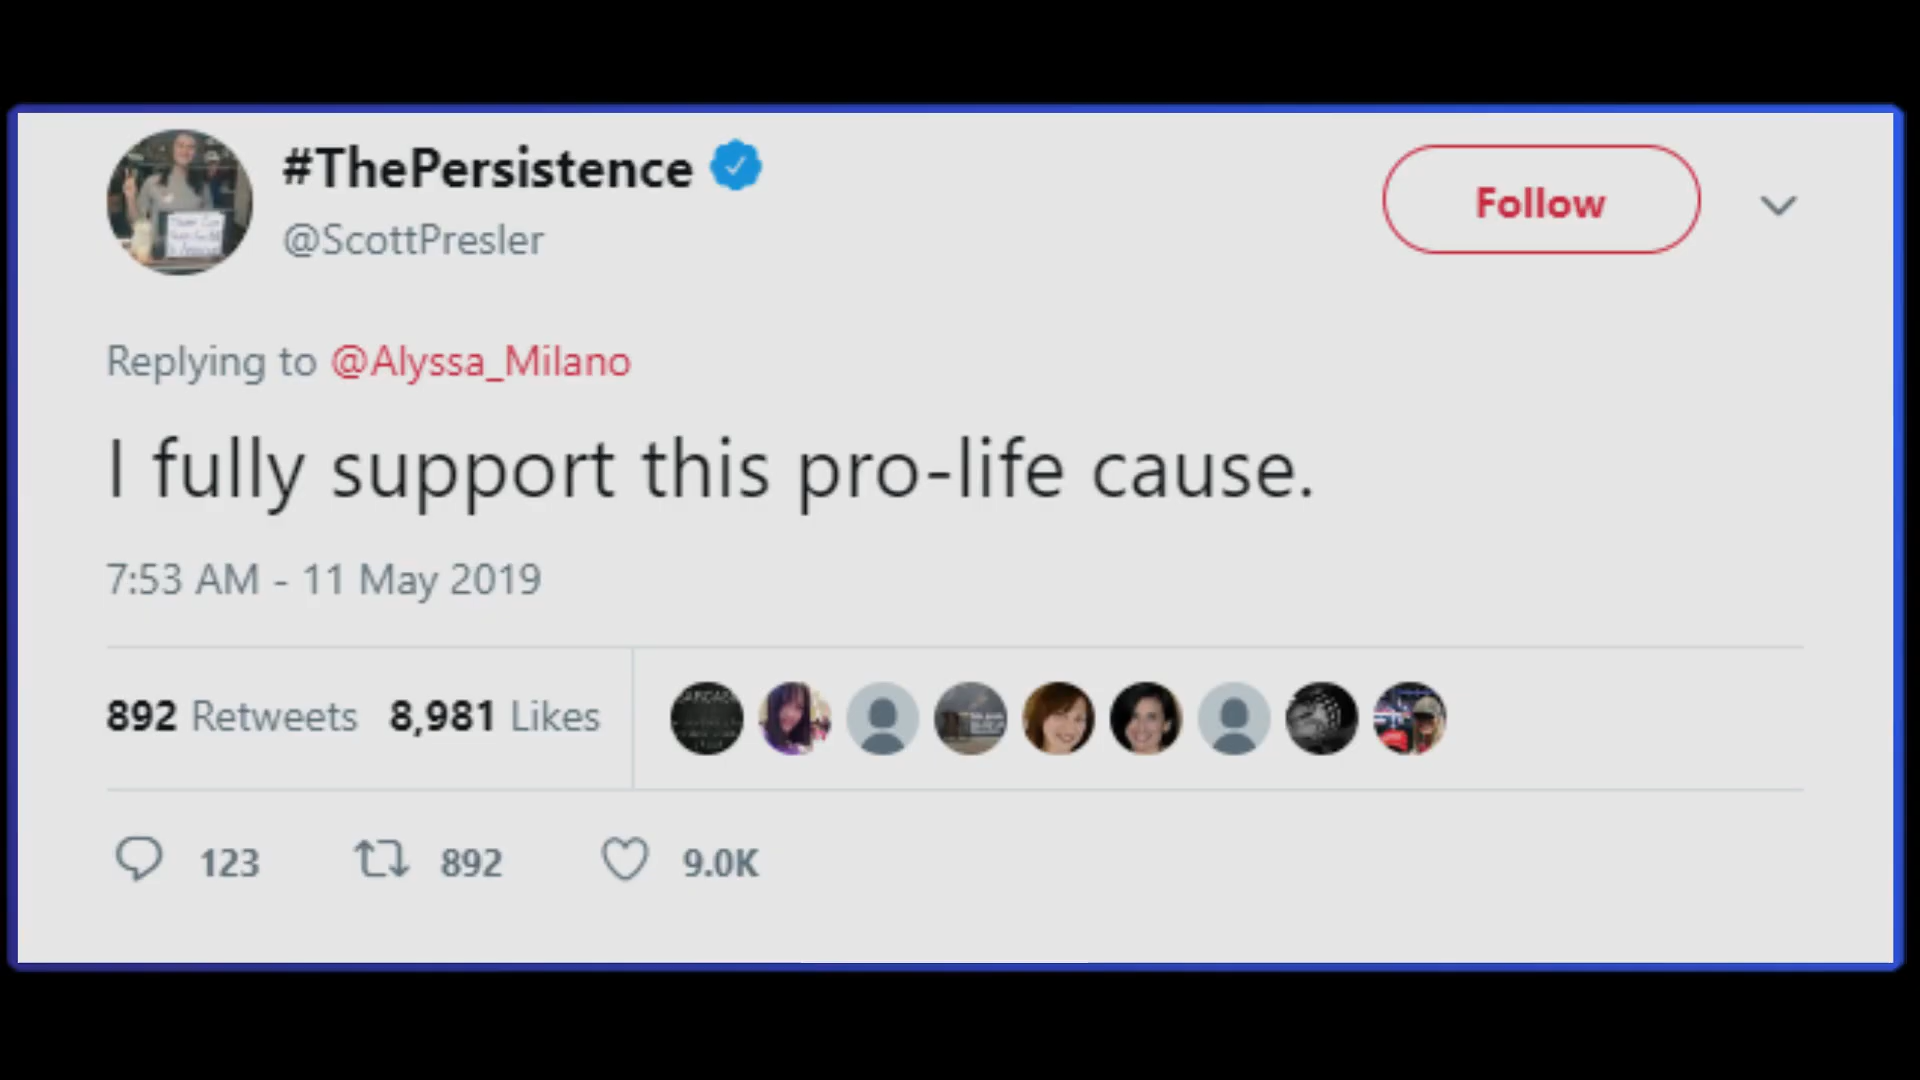 #ThePersistence
@ScottPresler
Follow
Replying to @Alyssa_Milano
I fully support this pro-life cause.
7:53 AM - 11 May 2019
892 Retweets 8,981 Likes
123 892 9.0K